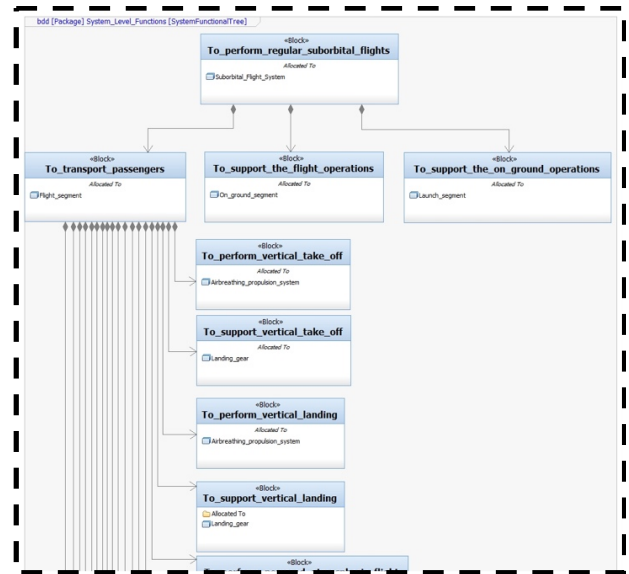 bdd [Package] System_Level_Functions [SystemFunctionalTree]
«Block»
To_perform_regular_suborbital_flights
Allocated To
Suborbital_Flight_System
«Block»
To_transport_passengers
Allocated To
Flight_segment
«Block»
To_support_the_flight_operations
Allocated To
On_ground_segment
«Block»
To_support_the_on_ground_operations
Allocated To
Launch_segment
«Block»
To_perform_vertical_take_off
Allocated To
Airbreathing_propulsion_system
«Block»
To_support_vertical_take_off
Allocated To
Landing_gear
«Block»
To_perform_vertical_landing
Allocated To
Airbreathing_propulsion_system
«Block»
To_support_vertical_landing
Allocated To
Landing_gear
«Block»